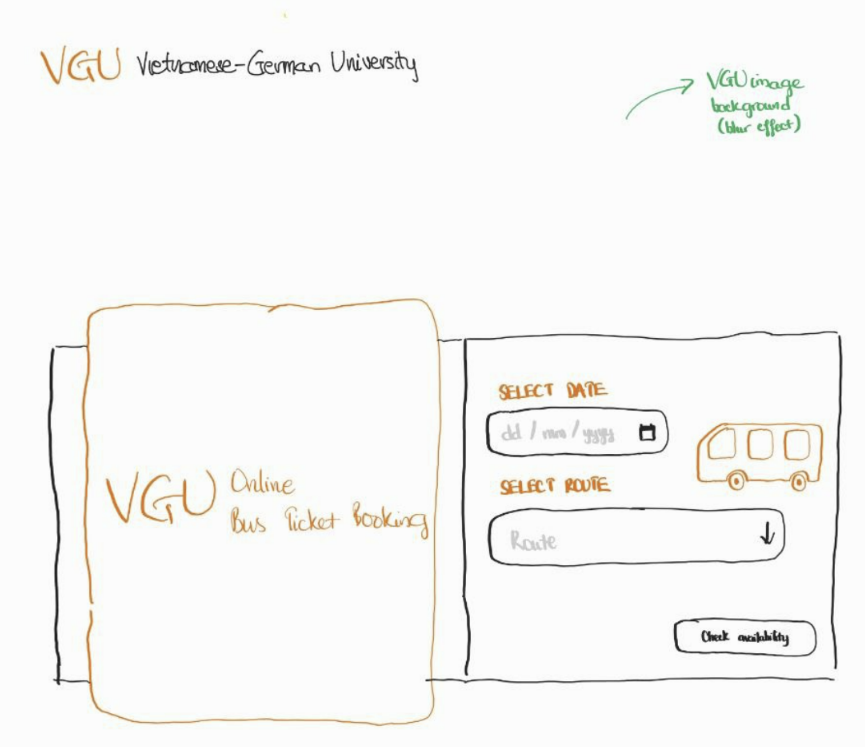 VGU Vietnamese-German University
VGU image
background
(blur effect)
SELECT DATE
dd / mm / yyyy
SELECT ROUTE
Route
Check availability
VGU Online
Bus Ticket Booking